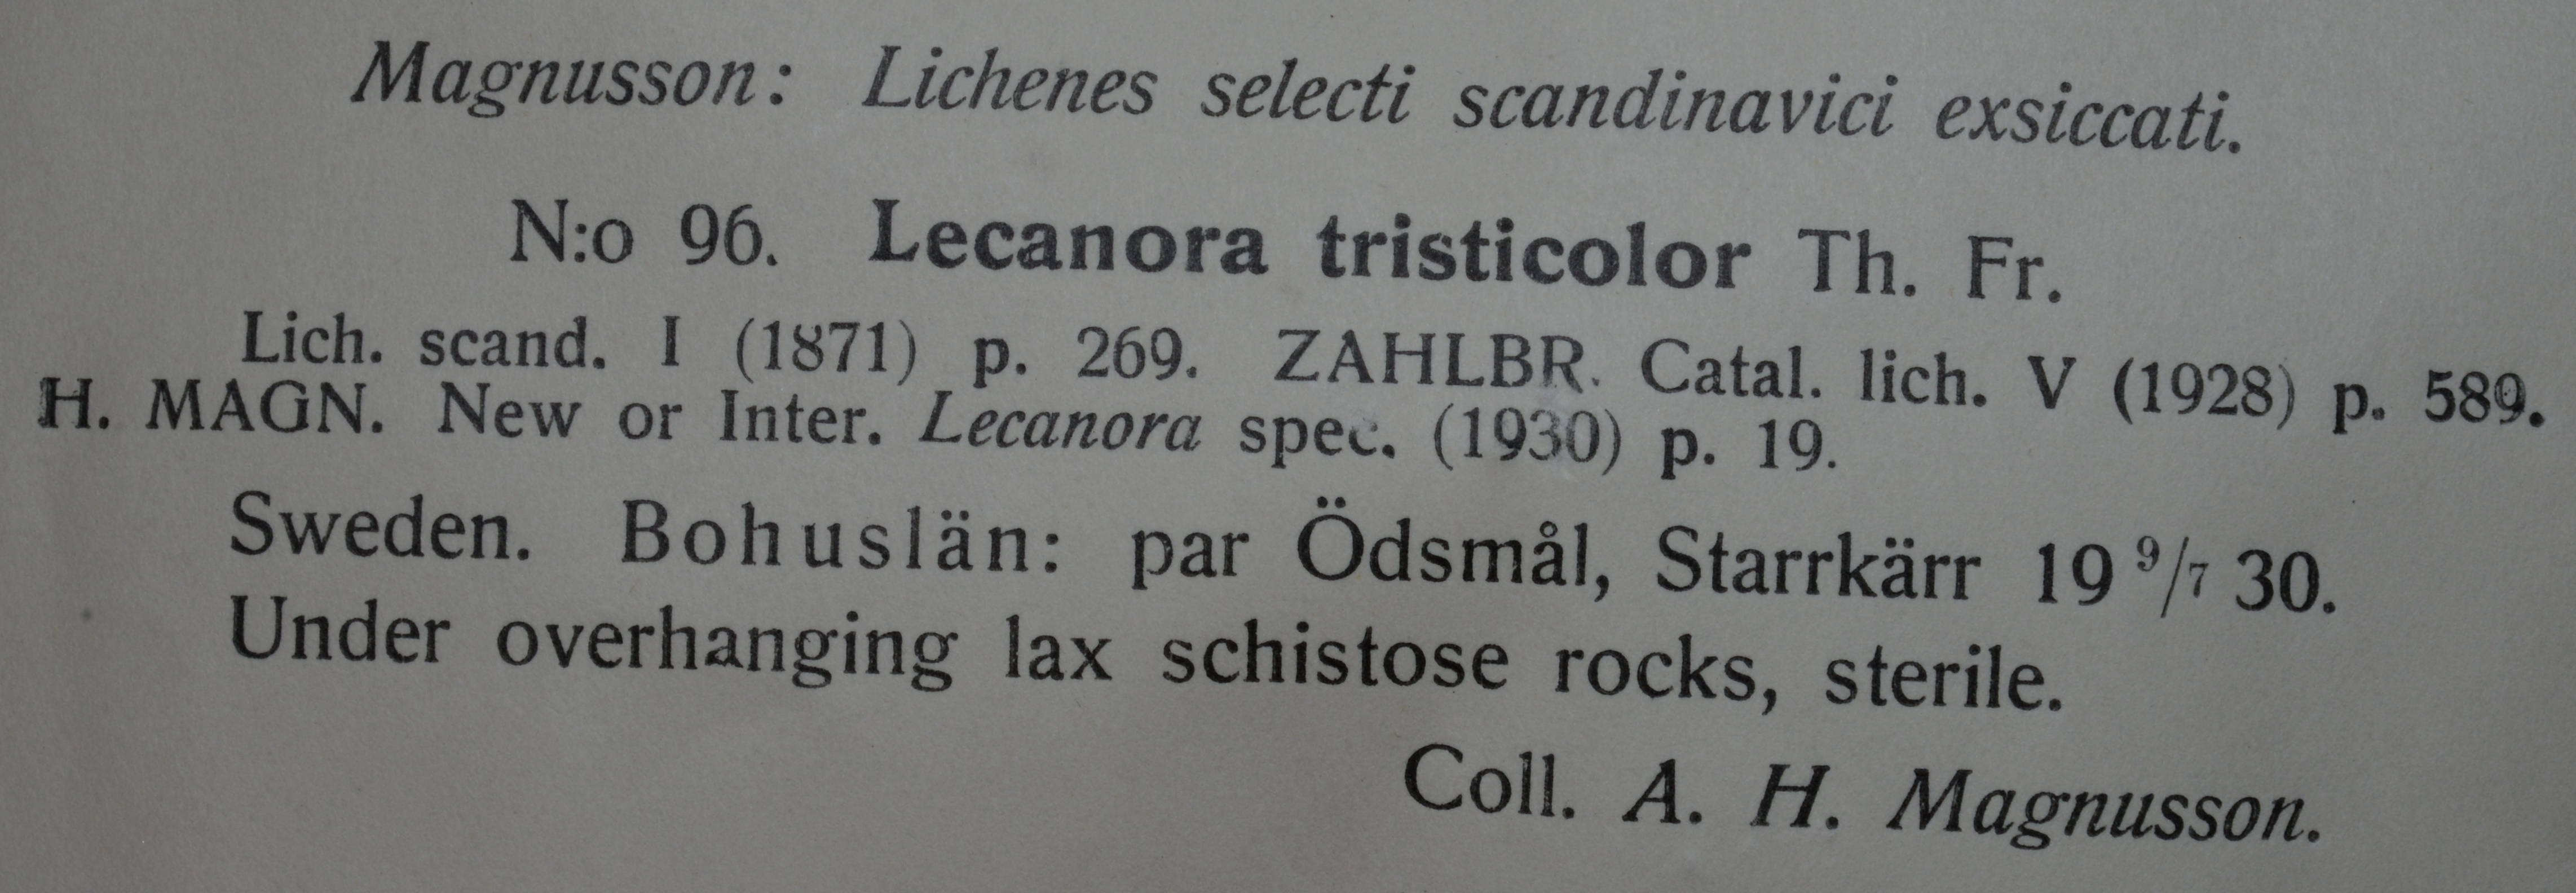 Magnusson: Lichenes selecti scandinavici exsiccati.
N:o 96. Lecanora tristicolor Th. Fr.
Lich. scand. I (1871) p. 269. ZAHLBR. Catal. lich. V (1928) p. 589.
H. MAGN. New or Inter. Lecanora spec. (1930) p. 19.
Sweden. Bohuslän: par Ödsmål, Starrkärr 19 9/7 30.
Under overhanging lax schistose rocks, sterile.
Coll. A. H. Magnusson.